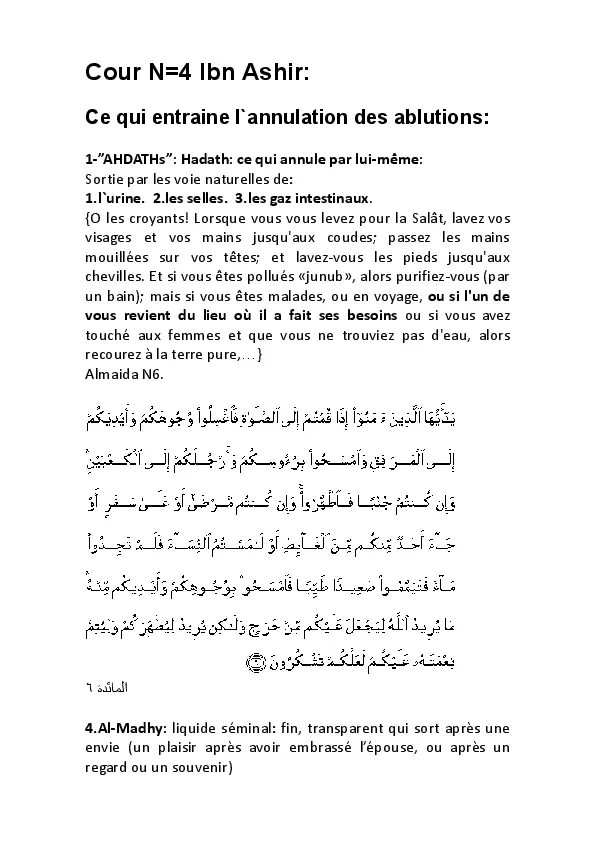 Cour N=4 Ibn Ashir:
Ce qui entraine l`annulation des ablutions:
1-”AHDATHs”: Hadath: ce qui annule par lui-même:
Sortie par les voie naturelles de:
1.l`urine. 2.les selles. 3.les gaz intestinaux.
{O les croyants! Lorsque vous vous levez pour la Salât, lavez vos
visages et vos mains jusqu'aux coudes; passez les mains
mouillées sur vos têtes; et lavez-vous les pieds jusqu'aux
chevilles. Et si vous êtes pollués «junub», alors purifiez-vous (par
un bain); mais si vous êtes malades, ou en voyage, ou si l'un de
vous revient du lieu où il a fait ses besoins ou si vous avez
touché aux femmes et que vous ne trouviez pas d'eau, alors
recourez à la terre pure,…}
Almaida N6.
يَٰٓأَيُّهَا ٱلَّذِينَ ءَامَنُوٓاْ إِذَا قُمۡتُمۡ إِلَى ٱلصَّلَوٰةِ فَٱغۡسِلُواْ وُجُوهَكُمۡ وَأَيۡدِيَكُمۡ
إِلَى ٱلۡمَرَافِقِ وَٱمۡسَحُواْ بِرُءُوسِكُمۡ وَأَرۡجُلَكُمۡ إِلَى ٱلۡكَعۡبَيۡنِۚ
وَإِن كُنتُمۡ جُنُبٗا فَٱطَّهَّرُواْۚ وَإِن كُنتُم مَّرۡضَىٰٓ أَوۡ عَلَىٰ سَفَرٍ أَوۡ
جَآءَ أَحَدٞ مِّنكُم مِّنَ ٱلۡغَآئِطِ أَوۡ لَٰمَسۡتُمُ ٱلنِّسَآءَ فَلَمۡ تَجِدُواْ
مَآءٗ فَتَيَمَّمُواْ صَعِيدٗا طَيِّبٗا فَٱمۡسَحُواْ بِوُجُوهِكُمۡ وَأَيۡدِيكُم مِّنۡهُۚ
مَا يُرِيدُ ٱللَّهُ لِيَجۡعَلَ عَلَيۡكُم مِّنۡ حَرَجٖ وَلَٰكِن يُرِيدُ لِيُطَهِّرَكُمۡ وَلِيُتِمَّ
نِعۡمَتَهُۥ عَلَيۡكُمۡ لَعَلَّكُمۡ تَشۡكُرُونَ ٦
المائدة ٦
4.Al-Madhy: liquide séminal: fin, transparent qui sort après une
envie (un plaisir après avoir embrassé l’épouse, ou après un
regard ou un souvenir)